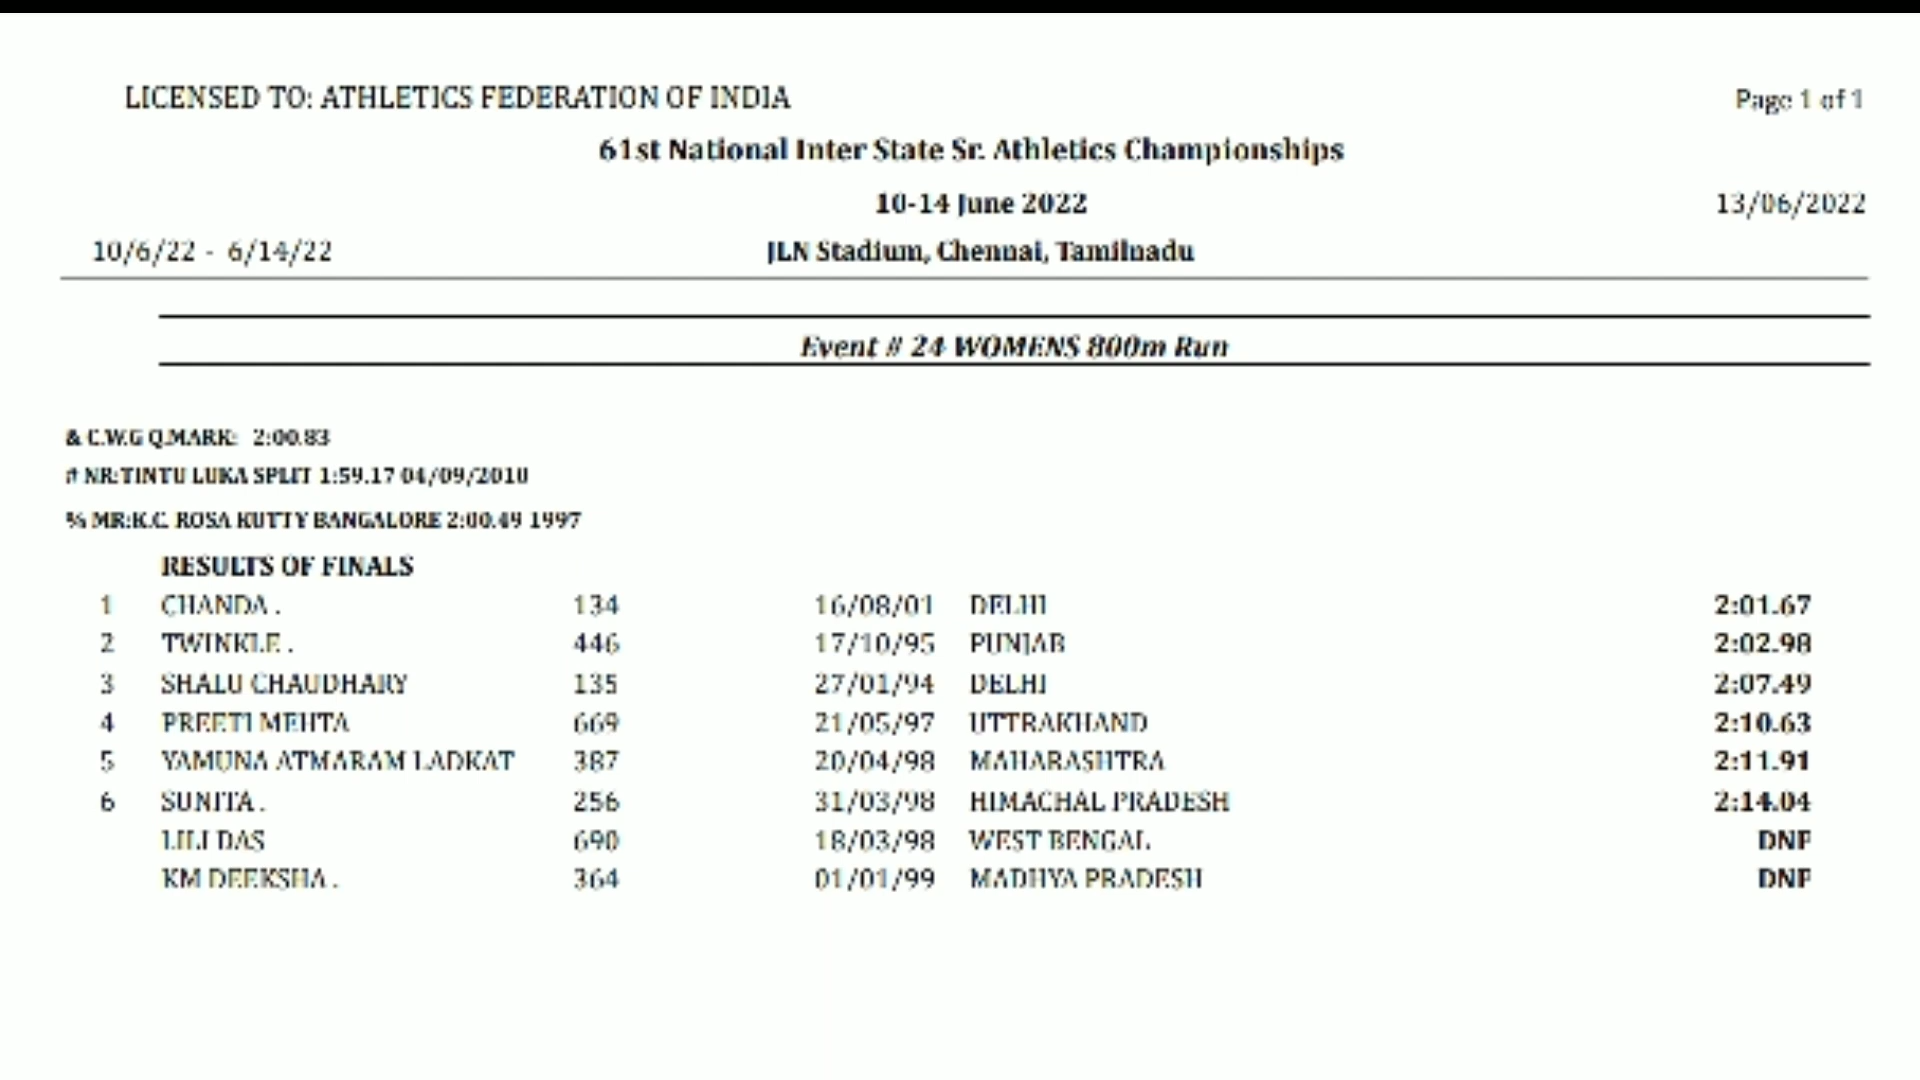 LICENSED TO: ATHLETICS FEDERATION OF INDIA Page 1 of 1
61st National Inter State Sr. Athletics Championships
10-14 June 2022 13/06/2022
10/6/22 - 6/14/22 JLN Stadium, Chennai, Tamilnadu
Event # 24 WOMENS 800m Run
& C.W.G Q.MARK: 2:00.83
# NR:TINTU LUKA SPLIT 1:59.17 04/09/2010
% MR:K.C. ROSA KUTTY BANGALORE 2:00.49 1997
RESULTS OF FINALS
1 CHANDA . 134 16/08/01 DELHI 2:01.67
2 TWINKLE . 446 17/10/95 PUNJAB 2:02.98
3 SHALU CHAUDHARY 135 27/01/94 DELHI 2:07.49
4 PREETI MEHTA 669 21/05/97 UTTRAKHAND 2:10.63
5 YAMUNA ATMARAM LADKAT 387 20/04/98 MAHARASHTRA 2:11.91
6 SUNITA . 256 31/03/98 HIMACHAL PRADESH 2:14.04
LILI DAS 690 18/03/98 WEST BENGAL DNF
KM DEEKSHA . 364 01/01/99 MADHYA PRADESH DNF